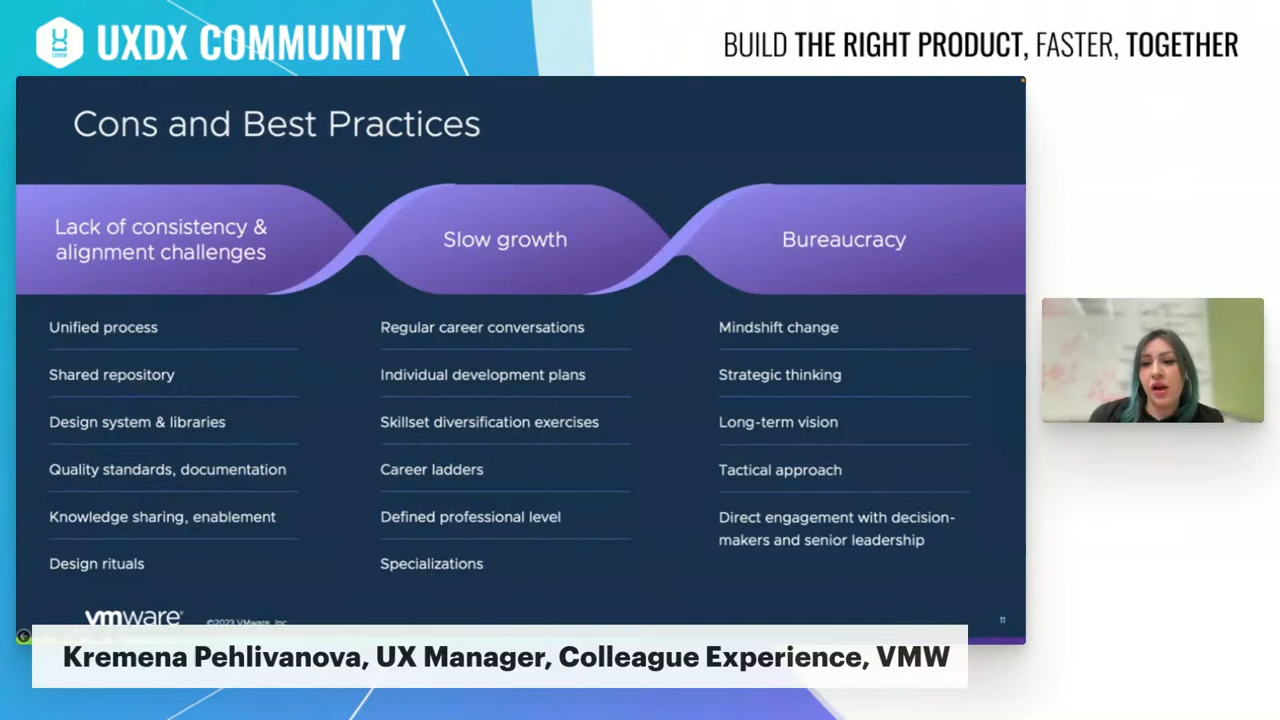 UXDX COMMUNITY
BUILD THE RIGHT PRODUCT, FASTER, TOGETHER
Cons and Best Practices
Lack of consistency &
alignment challenges
Slow growth
Bureaucracy
Unified process
Shared repository
Design system & libraries
Quality standards, documentation
Knowledge sharing, enablement
Design rituals
Regular career conversations
Individual development plans
Skillset diversification exercises
Career ladders
Defined professional level
Specializations
Mindshift change
Strategic thinking
Long-term vision
Tactical approach
Direct engagement with decision-
makers and senior leadership
vmware®
©2023 VMware, Inc.
11
Kremena Pehlivanova, UX Manager, Colleague Experience, VMW